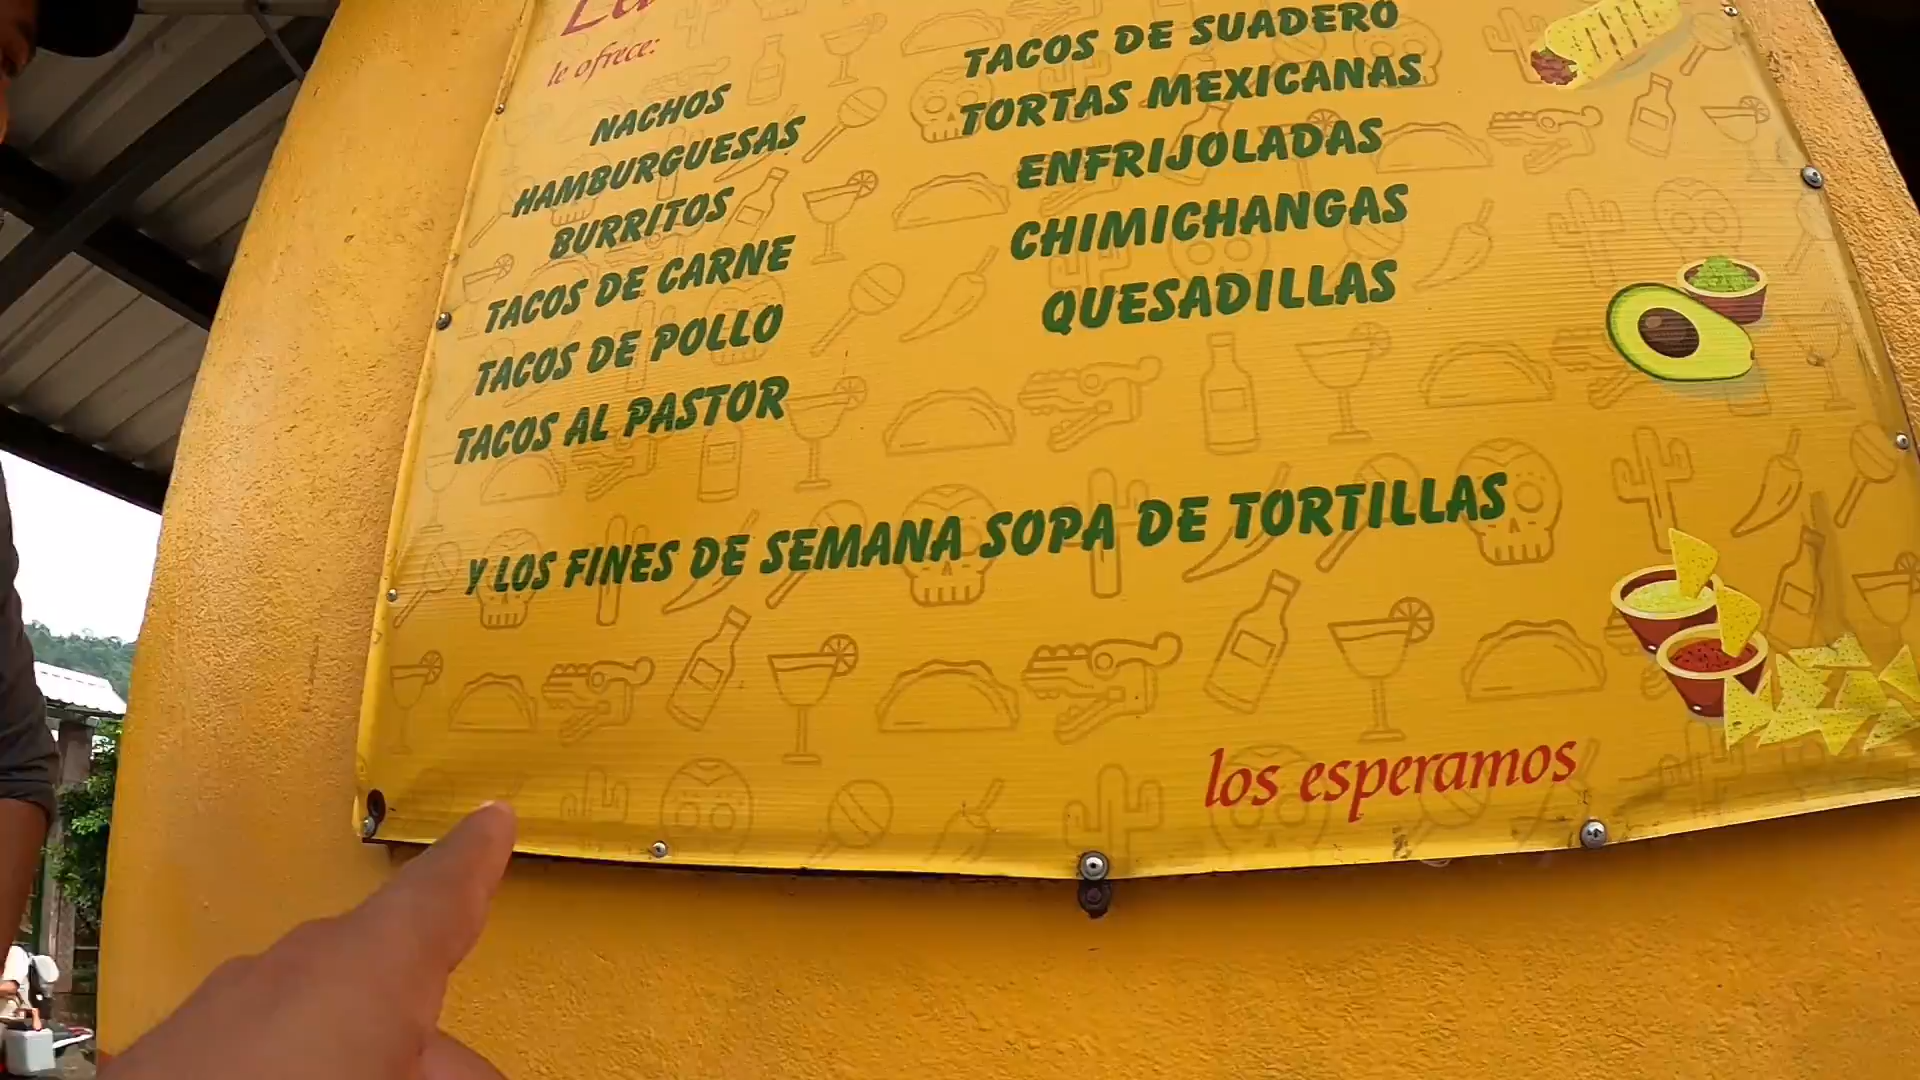 le ofrece:
NACHOS
HAMBURGUESAS
BURRITOS
TACOS DE CARNE
TACOS DE POLLO
TACOS AL PASTOR
TACOS DE SUADERO
TORTAS MEXICANAS
ENFRIJOLADAS
CHIMICHANGAS
QUESADILLAS
Y LOS FINES DE SEMANA SOPA DE TORTILLAS
los esperamos